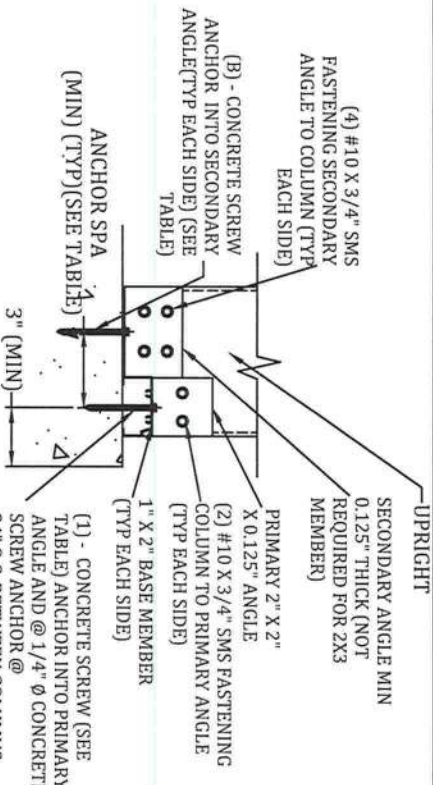 UPRIGHT
SECONDARY ANGLE MIN
0.125" THICK (NOT
REQUIRED FOR 2X3
MEMBER)
PRIMARY 2" X 2"
X 0.125" ANGLE
(2) #10 X 3/4" SMS FASTENING
COLUMN TO PRIMARY ANGLE
(TYP EACH SIDE)
1" X 2" BASE MEMBER
(TYP EACH SIDE)
(1) - CONCRETE SCREW (SEE
TABLE) ANCHOR INTO PRIMARY
ANGLE AND @ 1/4" Ø CONCRETE
SCREW ANCHOR @
(4) #10 X 3/4" SMS
FASTENING SECONDARY
ANGLE TO COLUMN (TYP
EACH SIDE)
(B) - CONCRETE SCREW
ANCHOR INTO SECONDARY
ANGLE(TYP EACH SIDE) (SEE
TABLE)
ANCHOR SPA
(MIN) (TYP)(SEE TABLE)
3" (MIN)